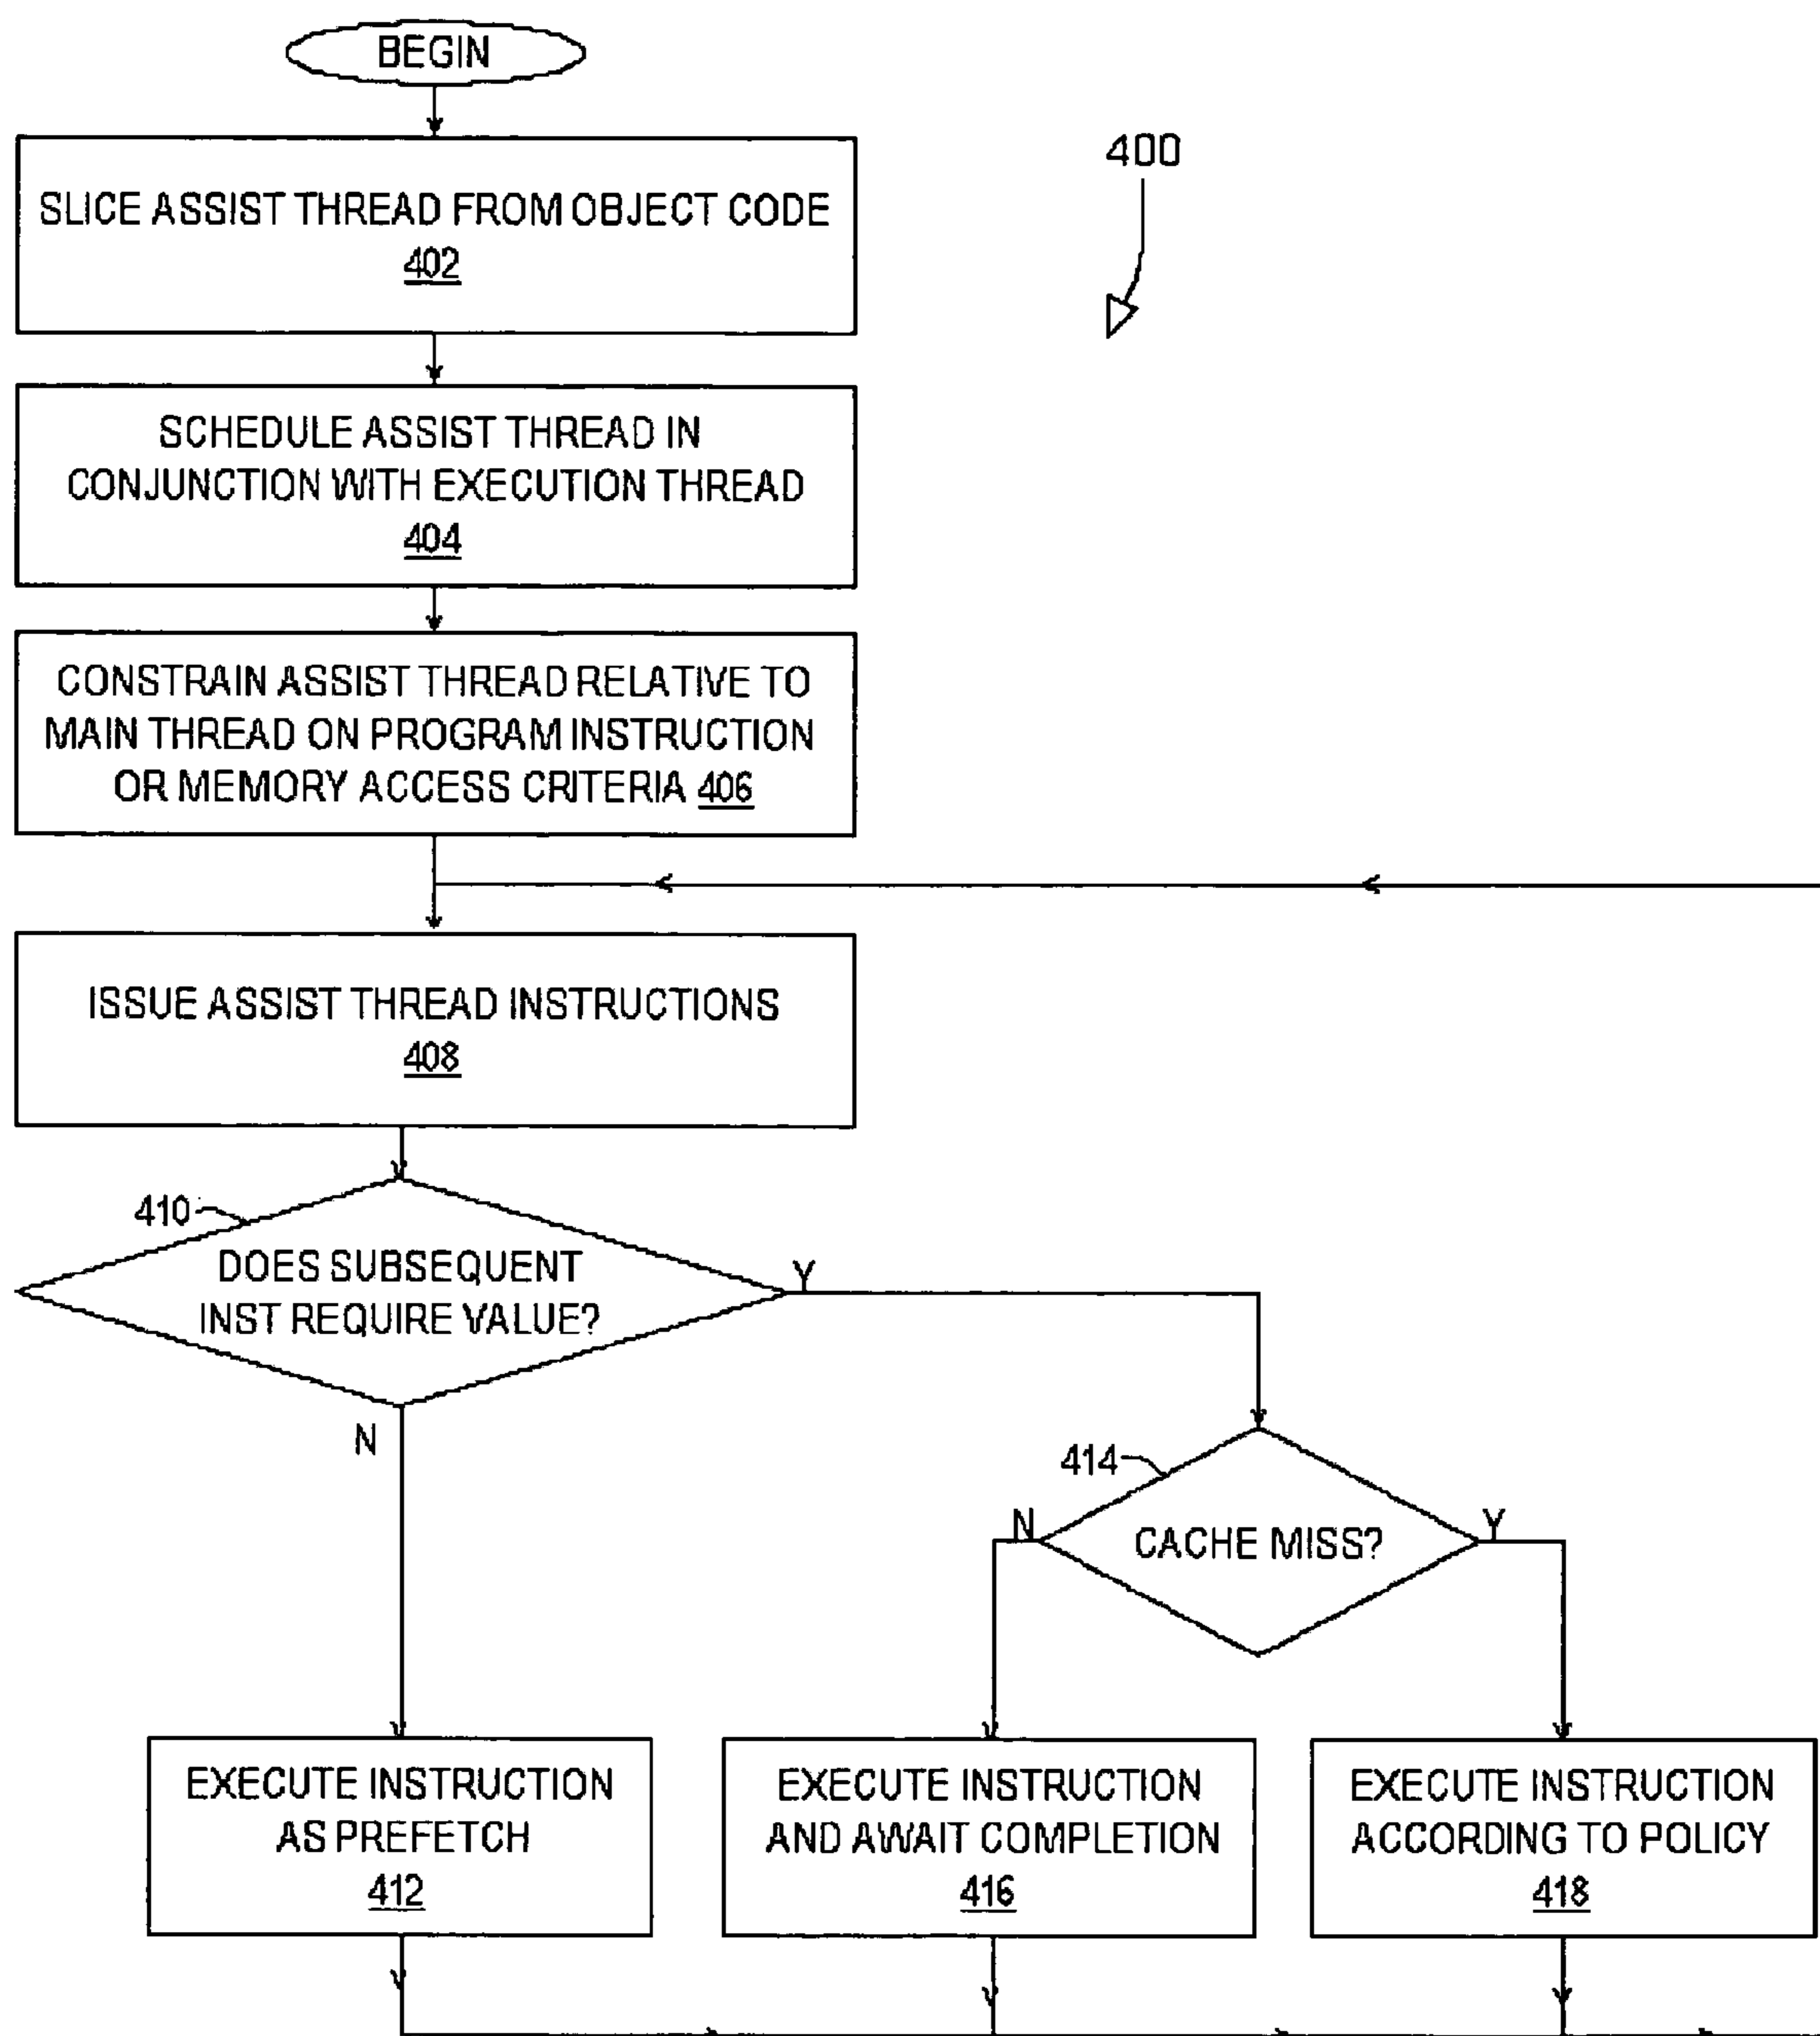 BEGIN
400
SLICE ASSIST THREAD FROM OBJECT CODE
402
SCHEDULE ASSIST THREAD IN
CONJUNCTION WITH EXECUTION THREAD
404
CONSTRAIN ASSIST THREAD RELATIVE TO
MAIN THREAD ON PROGRAM INSTRUCTION
OR MEMORY ACCESS CRITERIA 406
ISSUE ASSIST THREAD INSTRUCTIONS
408
410
DOES SUBSEQUENT
INST REQUIRE VALUE?
Y
N
414
CACHE MISS?
N
Y
EXECUTE INSTRUCTION
AS PREFETCH
412
EXECUTE INSTRUCTION
AND AWAIT COMPLETION
416
EXECUTE INSTRUCTION
ACCORDING TO POLICY
418